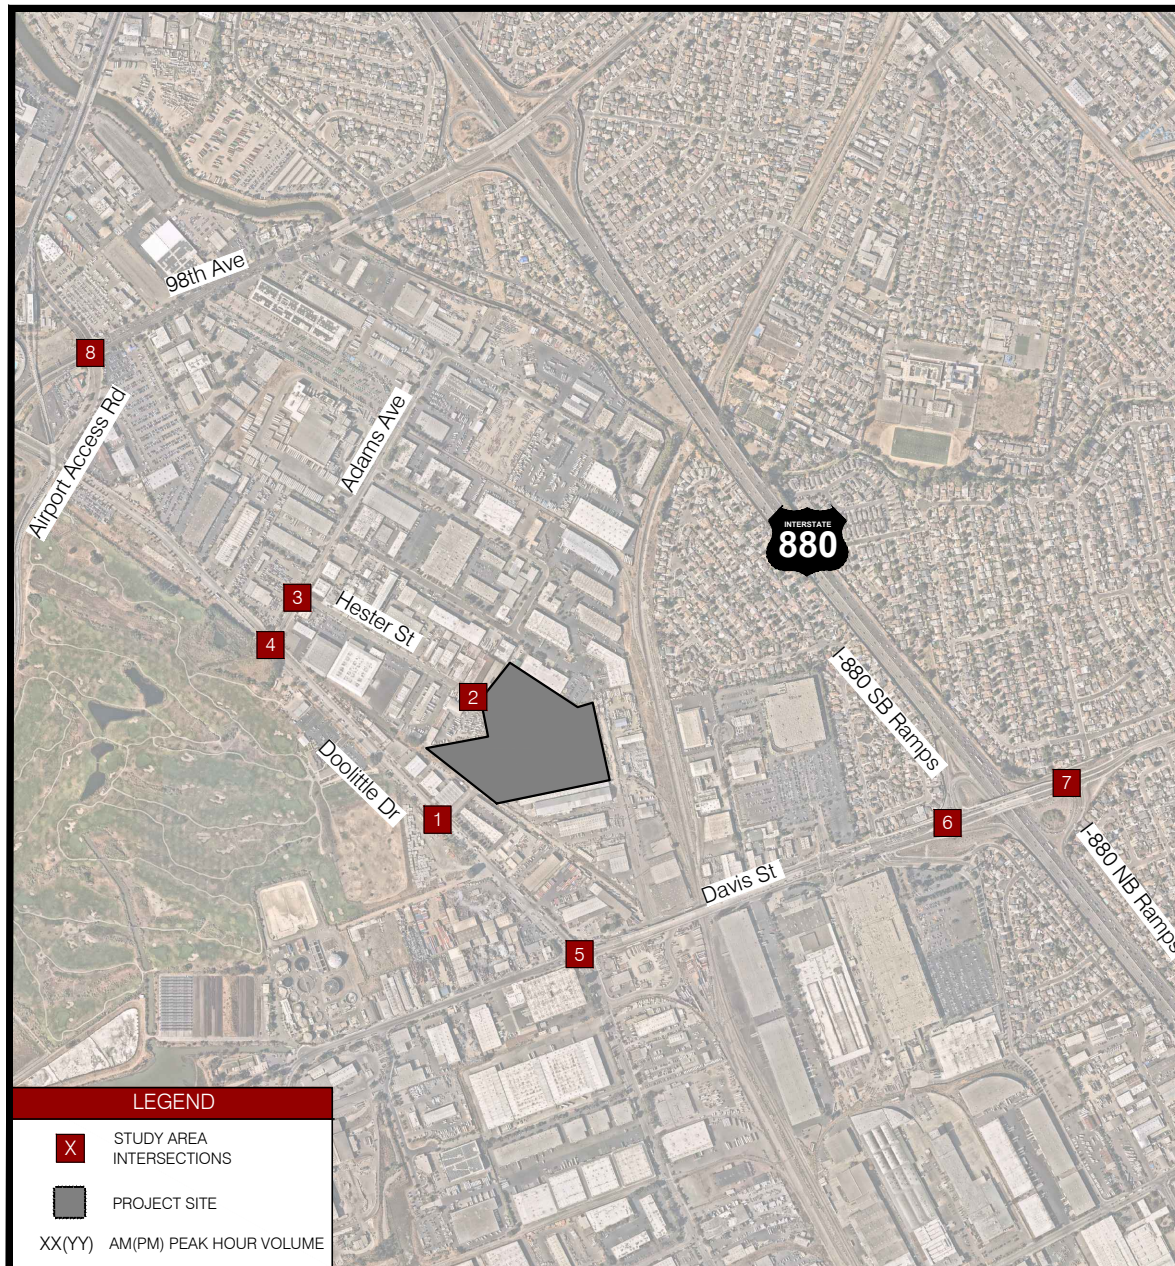 98th Ave
8
Airport Access Rd
Adams Ave
INTERSTATE
880
3
Hester St
4
2
I-880 SB Ramps
Doolittle Dr
1
7
6
I-880 NB Ramps
Davis St
5
LEGEND
X STUDY AREA
INTERSECTIONS
PROJECT SITE
XX(YY) AM(PM) PEAK HOUR VOLUME